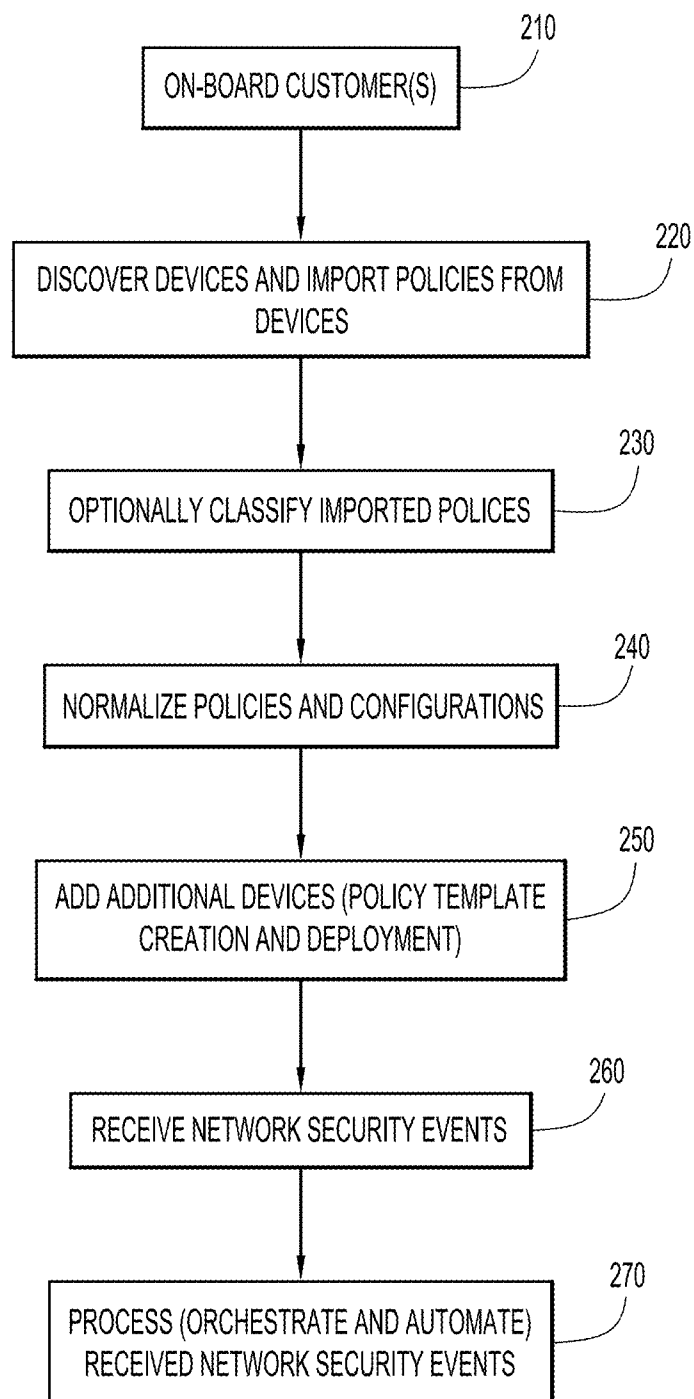 210
ON-BOARD CUSTOMER(S)
220
DISCOVER DEVICES AND IMPORT POLICIES FROM
DEVICES
230
OPTIONALLY CLASSIFY IMPORTED POLICES
240
NORMALIZE POLICIES AND CONFIGURATIONS
250
ADD ADDITIONAL DEVICES (POLICY TEMPLATE
CREATION AND DEPLOYMENT)
260
RECEIVE NETWORK SECURITY EVENTS
270
PROCESS (ORCHESTRATE AND AUTOMATE)
RECEIVED NETWORK SECURITY EVENTS